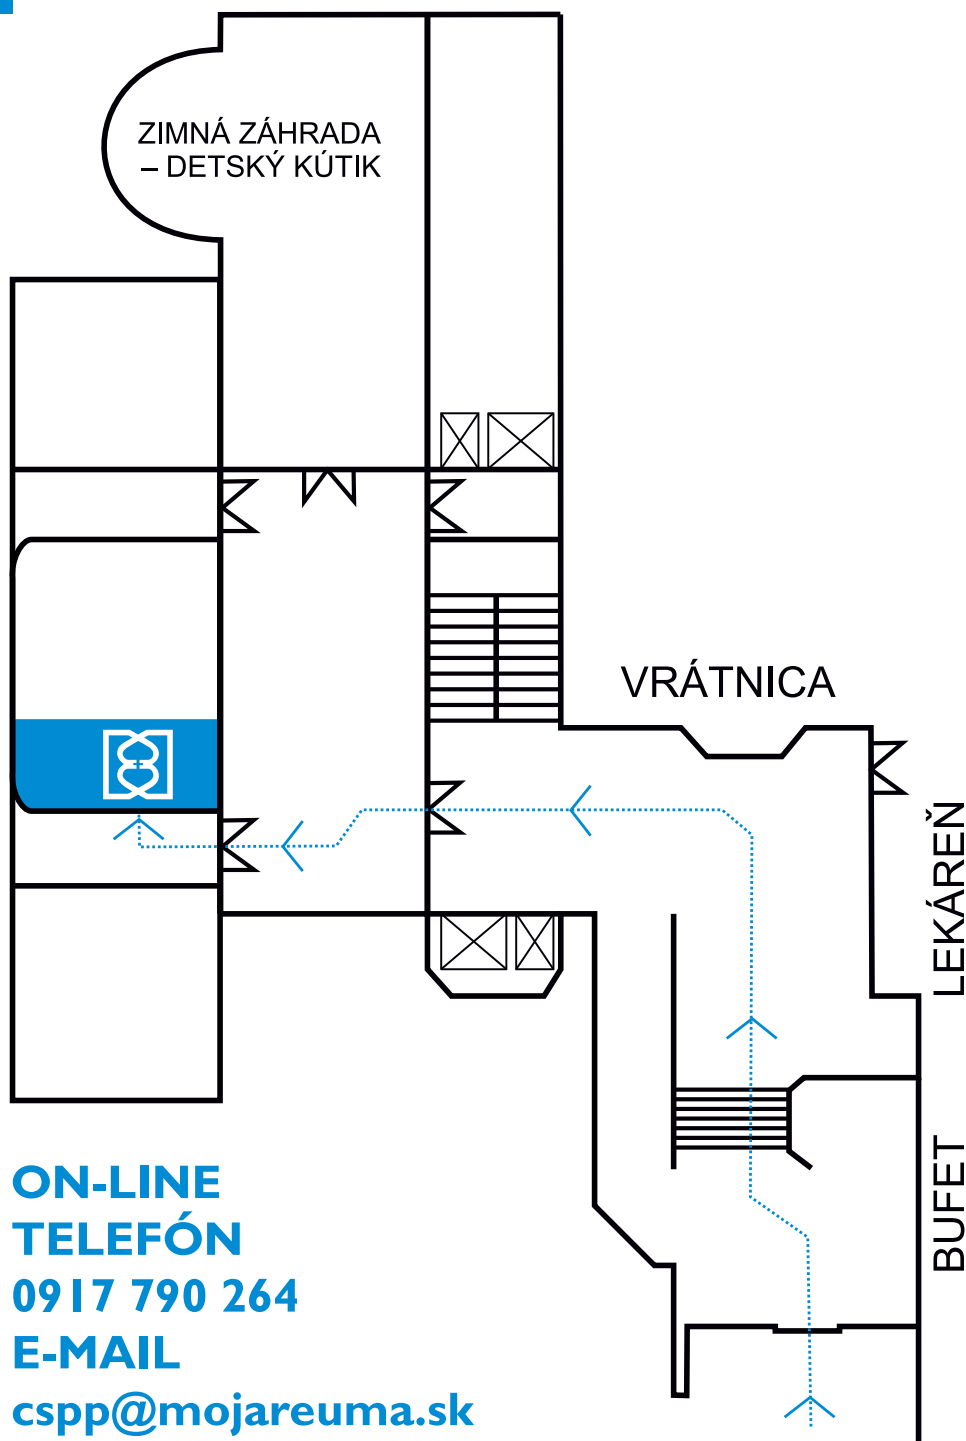 ZIMNÁ ZÁHRADA
– DETSKÝ KÚTIK
VRÁTNICA
LEKÁREŇ
BUFET
ON-LINE
TELEFÓN
0917 790 264
E-MAIL
cspp@mojareuma.sk